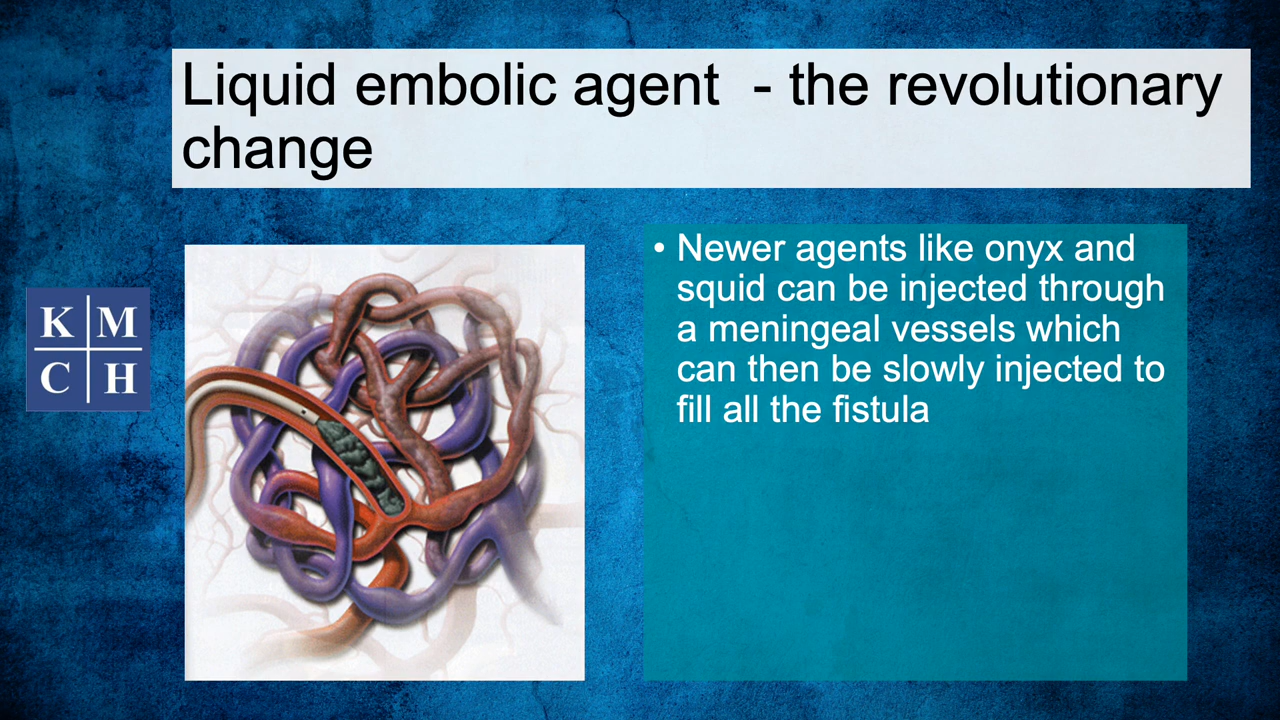 Liquid embolic agent  - the revolutionary
change
K M
C H
• Newer agents like onyx and
squid can be injected through
a meningeal vessels which
can then be slowly injected to
fill all the fistula